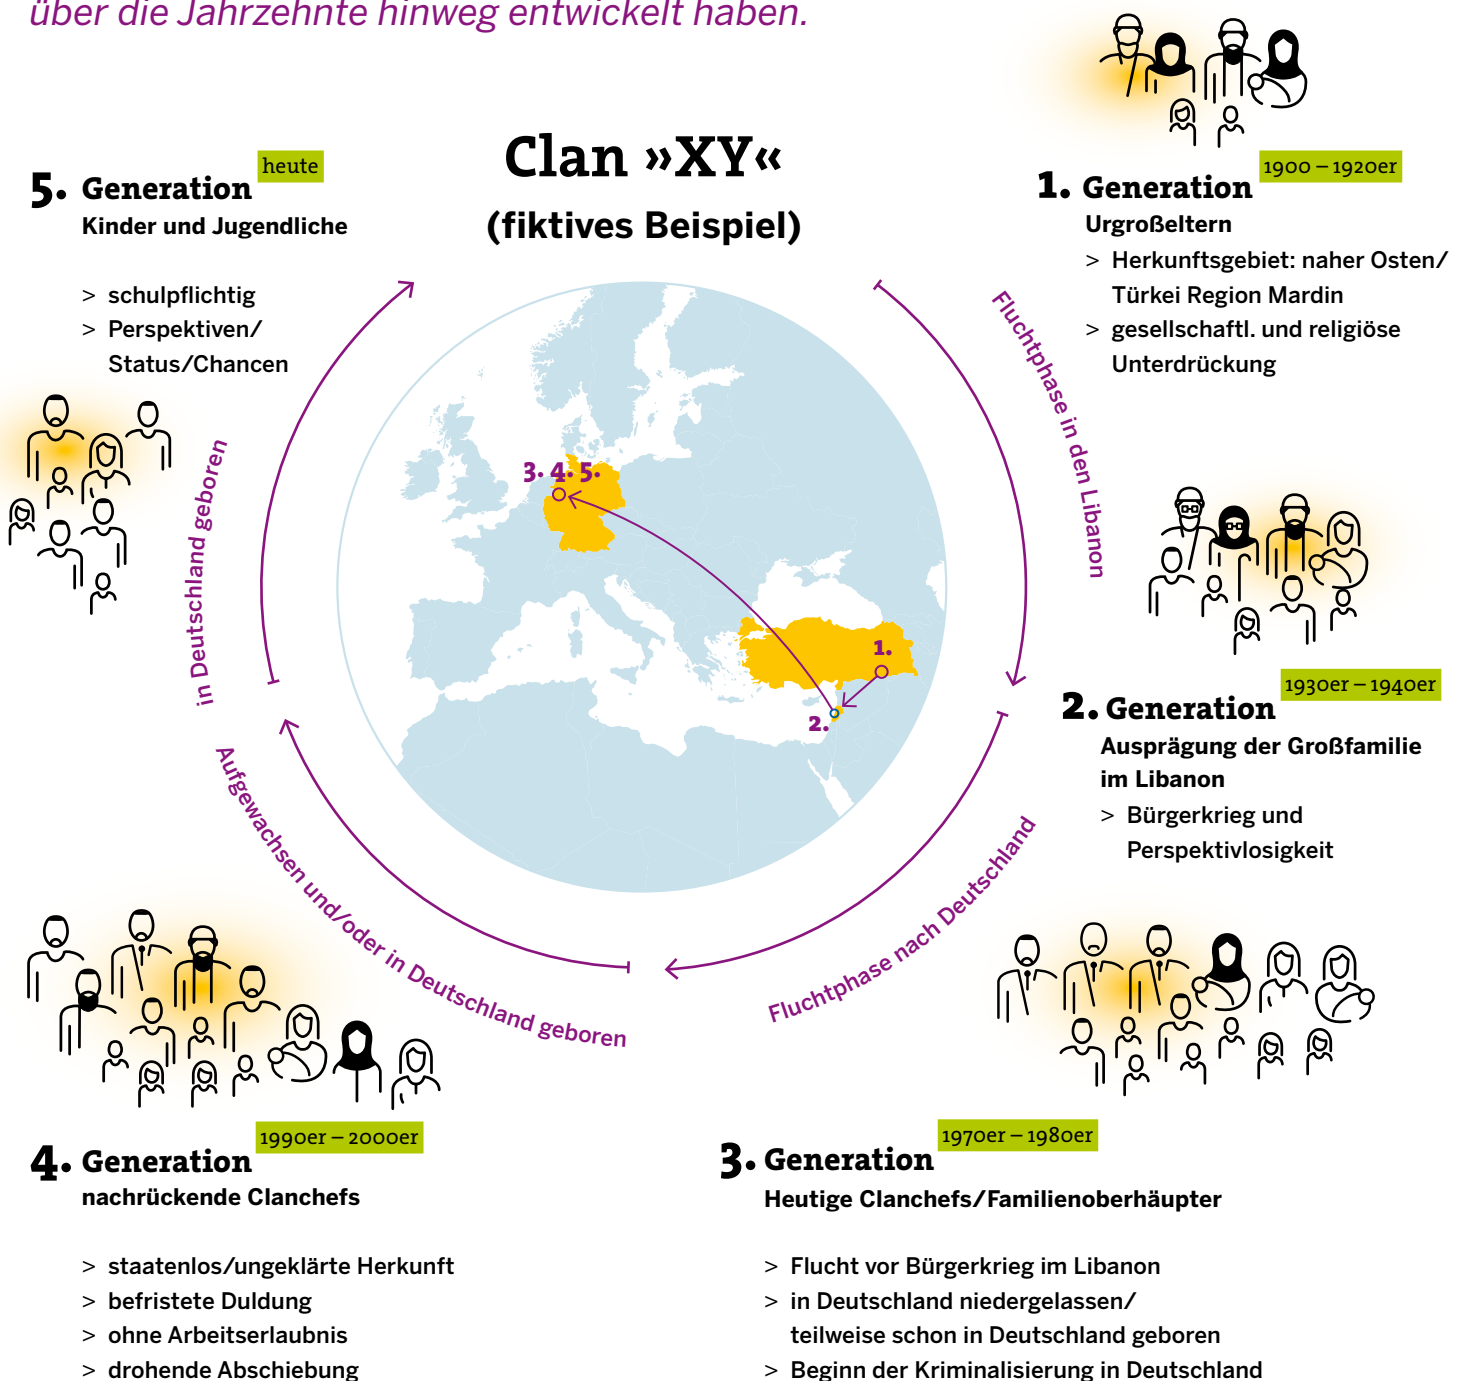 über die Jahrzehnte hinweg entwickelt haben.
Clan »XY«
(fiktives Beispiel)
1. Generation
1900 – 1920er
Urgroßeltern
> Herkunftsgebiet: naher Osten/
Türkei Region Mardin
> gesellschaftl. und religiöse
Unterdrückung
Fluchtphase in den Libanon
2. Generation
1930er – 1940er
Ausprägung der Großfamilie
im Libanon
> Bürgerkrieg und
Perspektivlosigkeit
Fluchtphase nach Deutschland
3. Generation
1970er – 1980er
Heutige Clanchefs/Familienoberhäupter
> Flucht vor Bürgerkrieg im Libanon
> in Deutschland niedergelassen/
teilweise schon in Deutschland geboren
> Beginn der Kriminalisierung in Deutschland
Aufgewachsen und/oder in Deutschland geboren
4. Generation
1990er – 2000er
nachrückende Clanchefs
> staatenlos/ungeklärte Herkunft
> befristete Duldung
> ohne Arbeitserlaubnis
> drohende Abschiebung
in Deutschland geboren
5. Generation
heute
Kinder und Jugendliche
> schulpflichtig
> Perspektiven/
Status/Chancen
3. 4. 5.
1.
2.